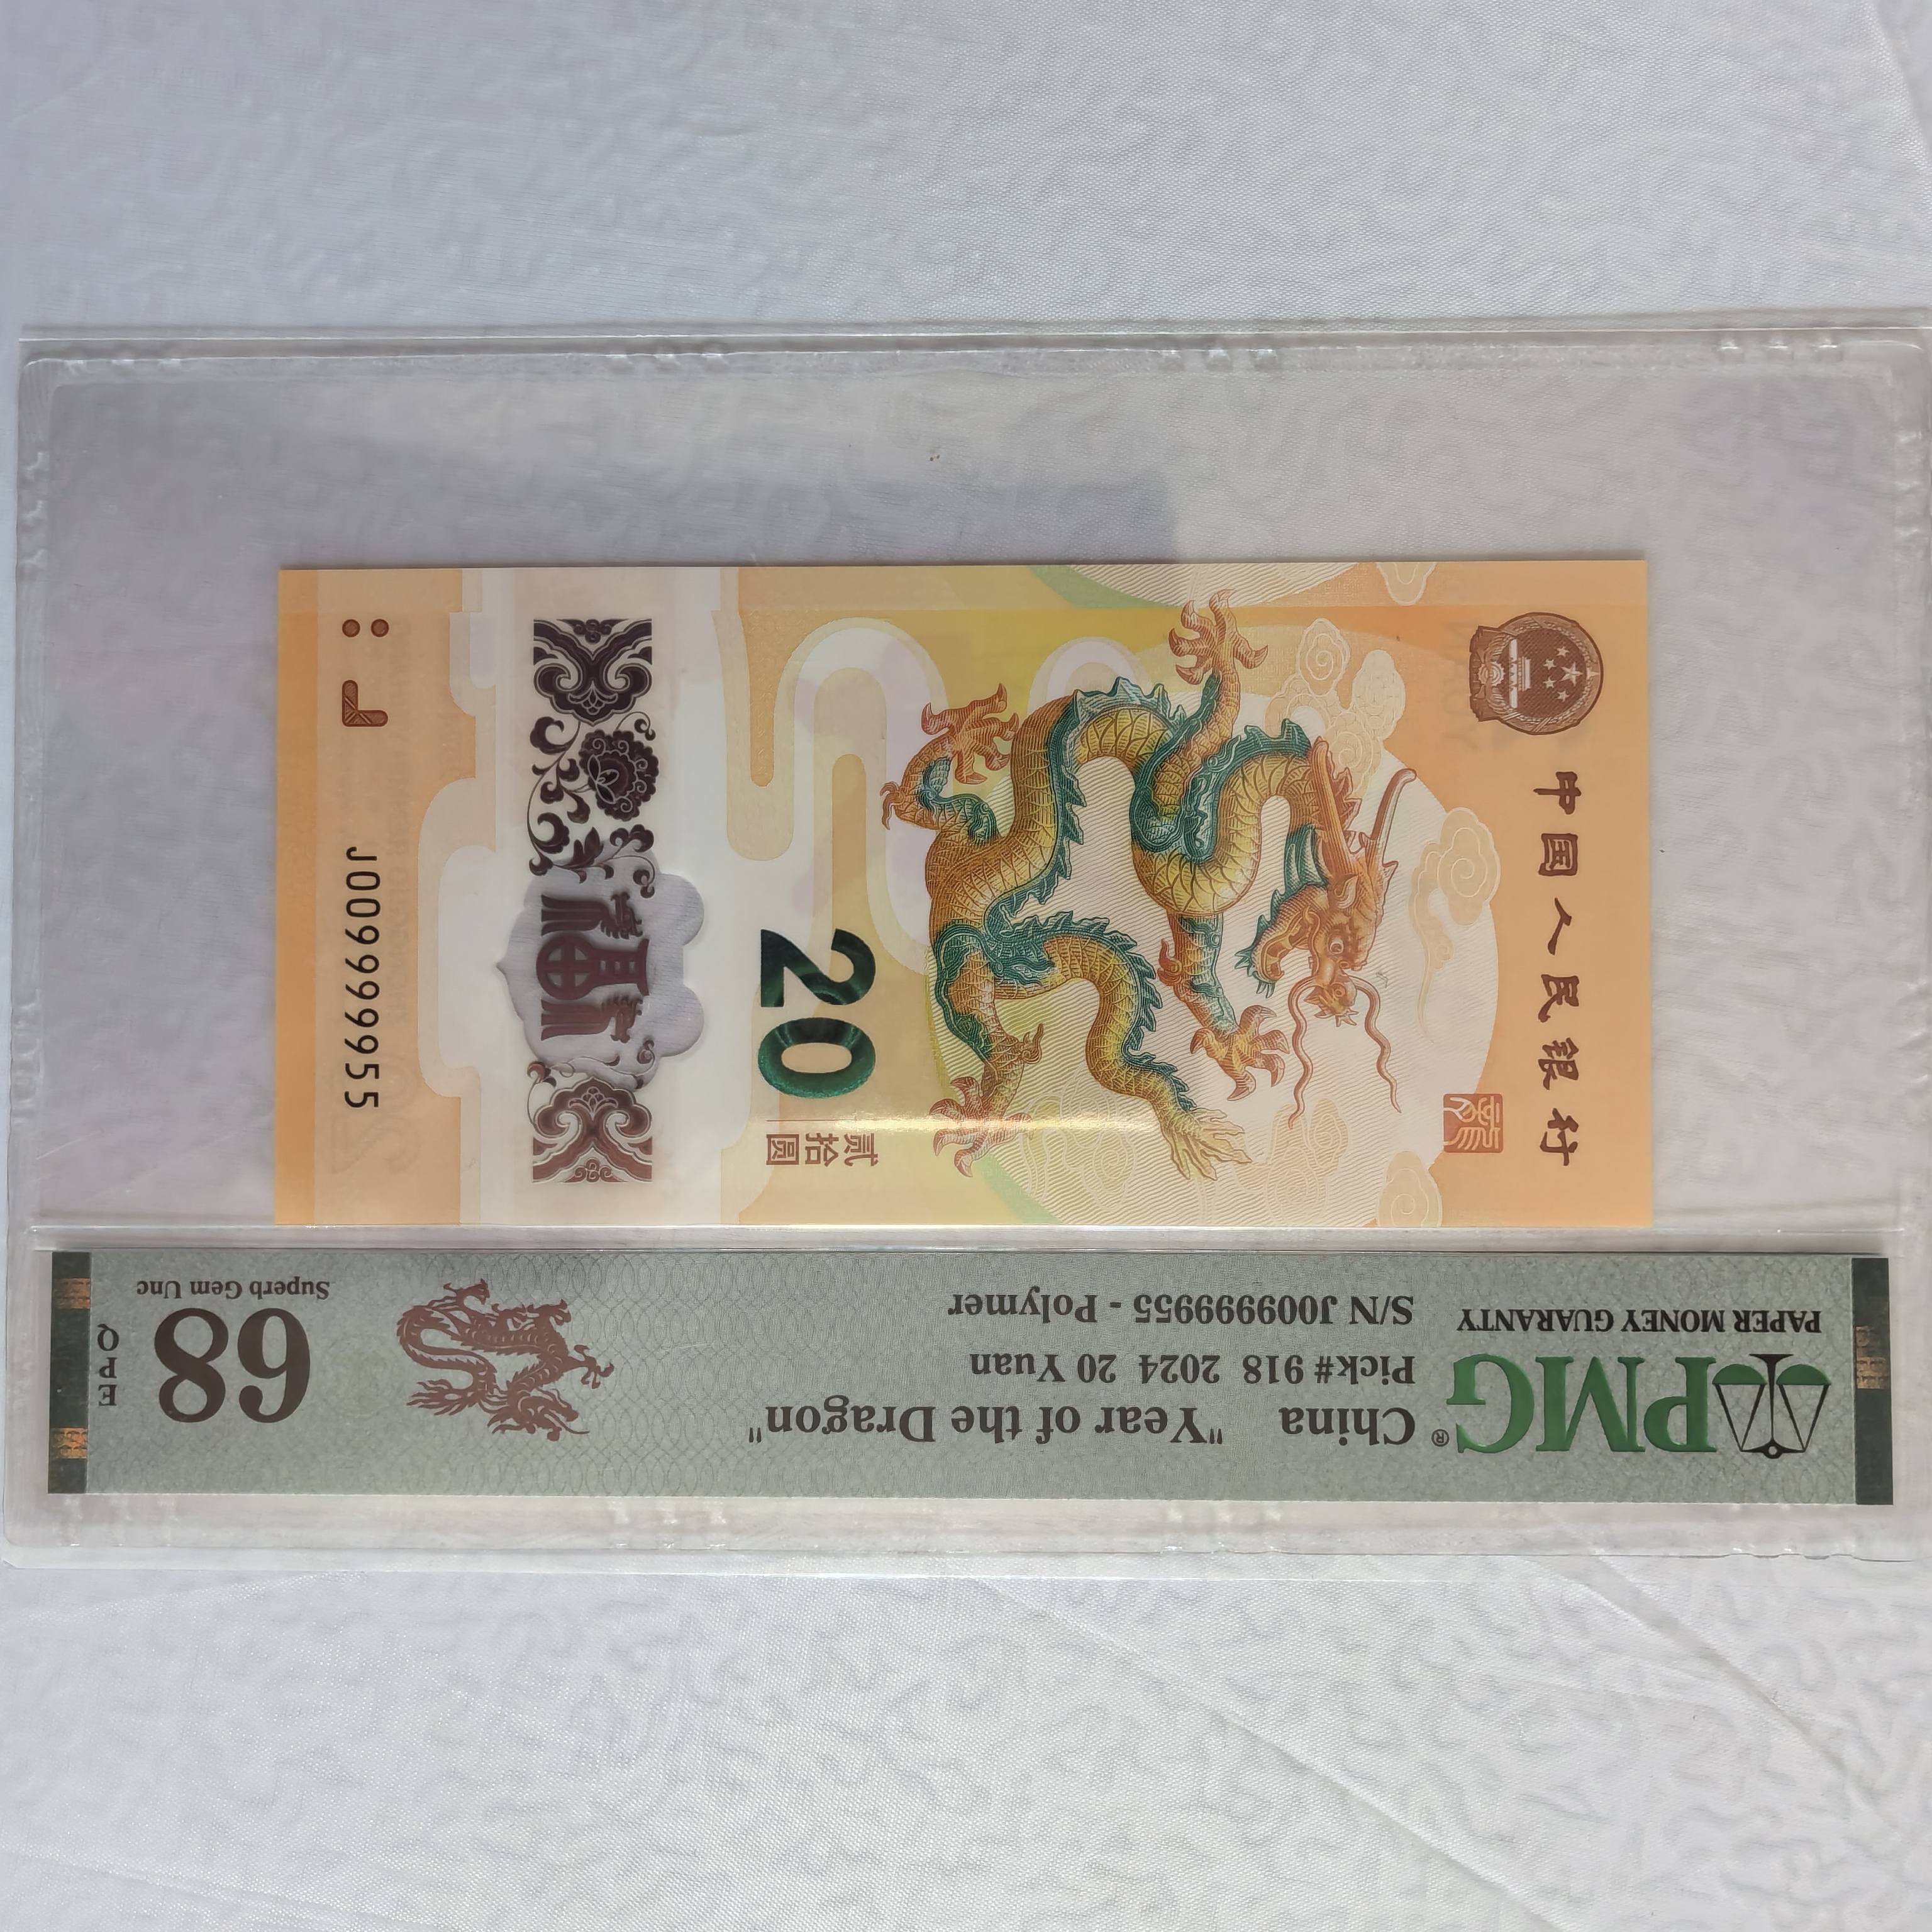 中国人民银行
20
贰拾圆
福
J009999955
PMG®
PAPER MONEY GUARANTY
China "Year of the Dragon"
Pick# 918 2024 20 Yuan
S/N J009999955 - Polymer
68
EPQ
Superb Gem Unc